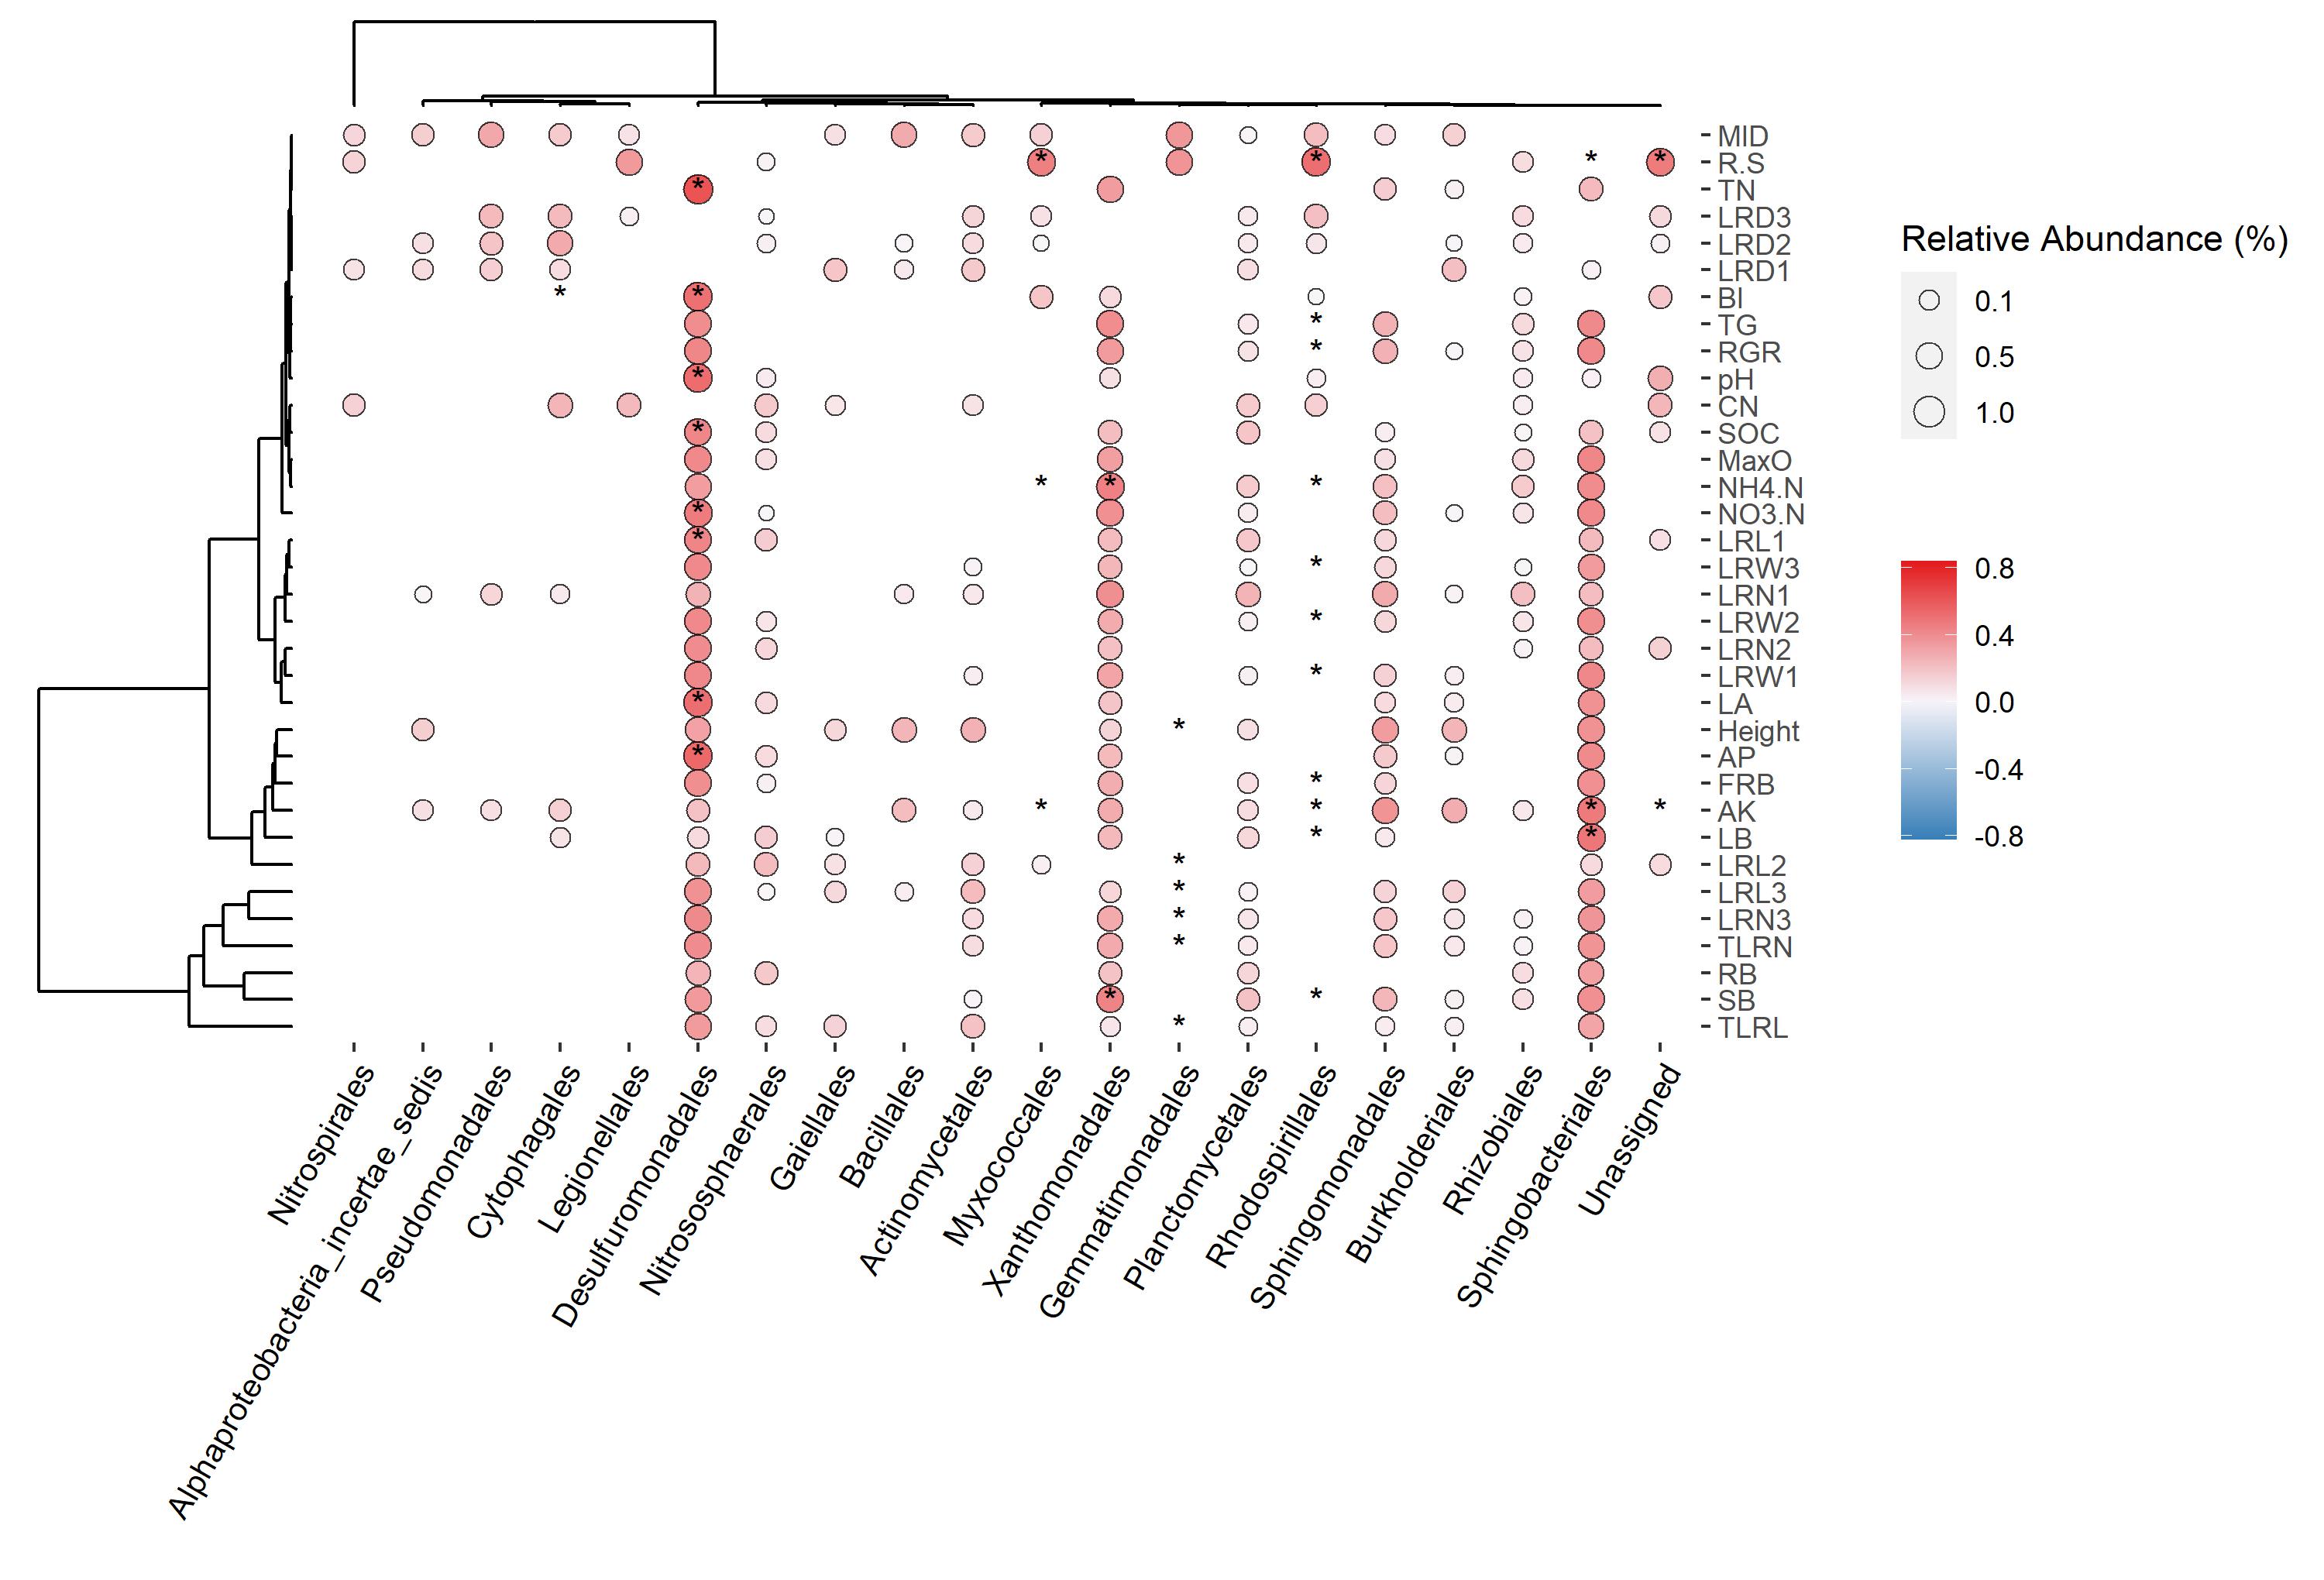 MID
R.S
TN
LRD3
LRD2
LRD1
BI
TG
RGR
pH
CN
SOC
MaxO
NH4.N
NO3.N
LRL1
LRW3
LRN1
LRW2
LRN2
LRW1
LA
Height
AP
FRB
AK
LB
LRL2
LRL3
LRN3
TLRN
RB
SB
TLRL
Nitrospirales
Alphaproteobacteria_incertae_sedis
Pseudomonadales
Cytophagales
Legionellales
Desulfuromonadales
Nitrososphaerales
Gaiellales
Bacillales
Actinomycetales
Myxococcales
Xanthomonadales
Gemmatimonadales
Planctomycetales
Rhodospirillales
Sphingomonadales
Burkholderiales
Rhizobiales
Sphingobacteriales
Unassigned
Relative Abundance (%)
0.1
0.5
1.0
0.8
0.4
0.0
-0.4
-0.8